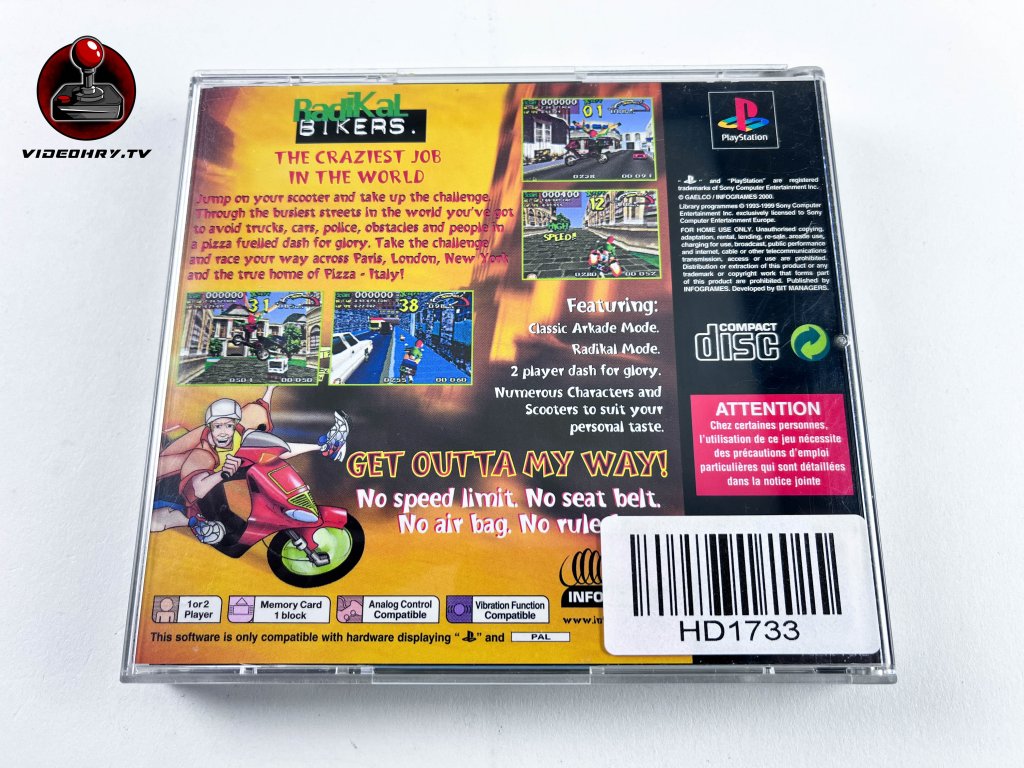 VIDEOHRY.TV
RadiKal
BIKERS.
THE CRAZIEST JOB
IN THE WORLD
Jump on your scooter and take up the challenge.
Through the busiest streets in the world you've got
to avoid trucks, cars, police, obstacles and people in
a pizza fuelled dash for glory. Take the challenge
and race your way across Paris, London, New York
and the true home of Pizza - Italy!
000000
01
000400
12
HIGH
SPEED!!
000000
31
000000
38
Featuring:
Classic Arkade Mode.
Radikal Mode.
2 player dash for glory.
Numerous Characters and
Scooters to suit your
personal taste.
GET OUTTA MY WAY!
No speed limit. No seat belt.
No air bag. No rule
PlayStation
" " and "PlayStation" are registered
trademarks of Sony Computer Entertainment Inc.
© GAELCO / INFOGRAMES 2000.
Library programmes © 1993-1999 Sony Computer
Entertainment Inc. exclusively licensed to Sony
Computer Entertainment Europe.
FOR HOME USE ONLY. Unauthorised copying,
adaptation, rental, lending, re-sale, arcade use,
charging for use, broadcast, public performance
and internet, cable or other telecommunications
transmission, access or use are prohibited.
Distribution or extraction of this product or any
trademark or copyright work that forms part
of this product are prohibited. Published by
INFOGRAMES. Developed by BIT MANAGERS.
COMPACT
disc
ATTENTION
Chez certaines personnes,
l'utilisation de ce jeu nécessite
des précautions d'emploi
particulières qui sont détaillées
dans la notice jointe
INFO
www.in
1 or 2
Player
Memory Card
1 block
Analog Control
Compatible
Vibration Function
Compatible
This software is only compatible with hardware displaying " " and PAL
HD1733